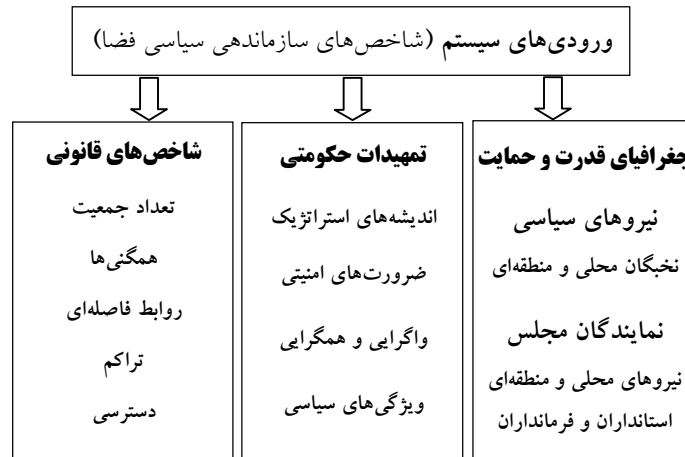 ورودی‌های سیستم (شاخص‌های سازماندهی سیاسی فضا)
جغرافیای قدرت و حمایت
نیروهای سیاسی
نخبگان محلی و منطقه‌ای
نمایندگان مجلس
نیروهای محلی و منطقه‌ای
استانداران و فرمانداران
تمهیدات حکومتی
اندیشه‌های استراتژیک
ضرورت‌های امنیتی
واگرایی و همگرایی
ویژگی‌های سیاسی
شاخص‌های قانونی
تعداد جمعیت
همگنی‌ها
روابط فاصله‌ای
تراکم
دسترسی